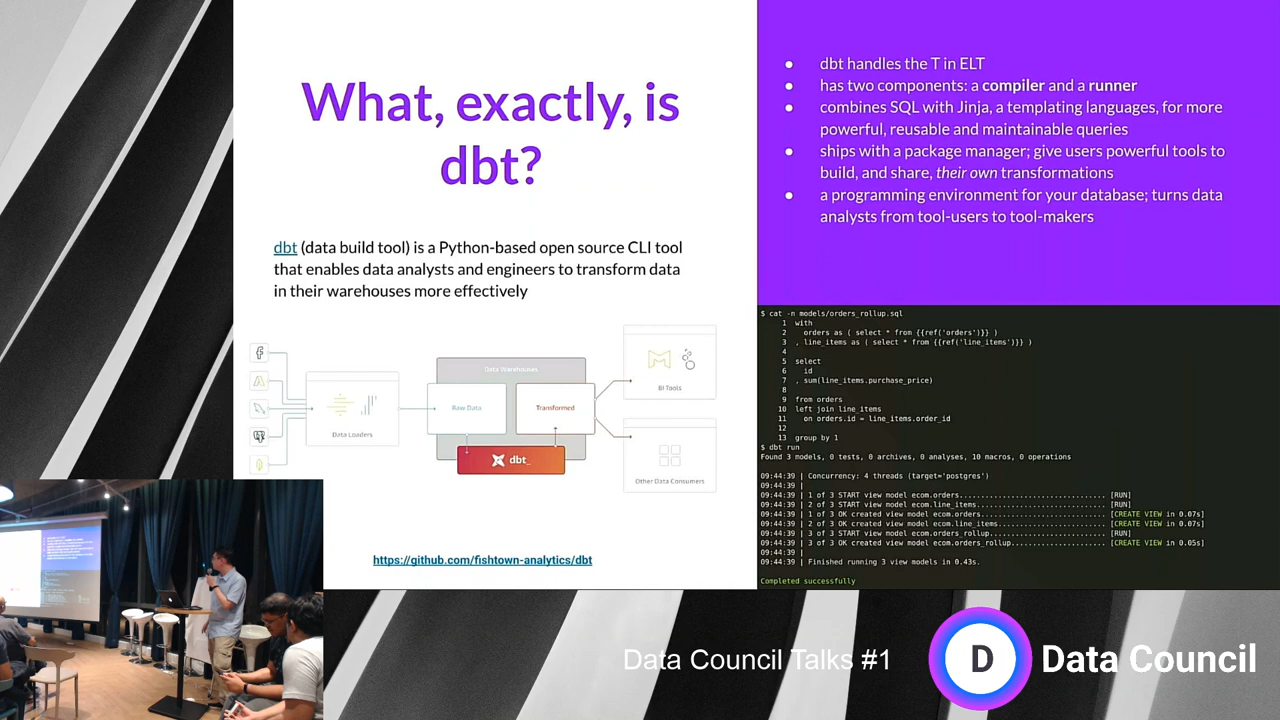 What, exactly, is
dbt?
dbt (data build tool) is a Python-based open source CLI tool
that enables data analysts and engineers to transform data
in their warehouses more effectively
Data Loaders
Data Warehouses
Raw Data
Transformed
dbt_
BI Tools
Other Data Consumers
https://github.com/fishtown-analytics/dbt
● dbt handles the T in ELT
● has two components: a compiler and a runner
● combines SQL with Jinja, a templating languages, for more
powerful, reusable and maintainable queries
● ships with a package manager; give users powerful tools to
build, and share, their own transformations
● a programming environment for your database; turns data
analysts from tool-users to tool-makers
$ cat -n models/orders_rollup.sql
1 with
2 orders as ( select * from {{ref('orders')}} )
3 , line_items as ( select * from {{ref('line_items')}} )
4
5 select
6 id
7 , sum(line_items.purchase_price)
8
9 from orders
10 left join line_items
11 on orders.id = line_items.order_id
12
13 group by 1
$ dbt run
Found 3 models, 0 tests, 0 archives, 0 analyses, 10 macros, 0 operations
09:44:39 | Concurrency: 4 threads (target='postgres')
09:44:39 |
09:44:39 | 1 of 3 START view model ecom.orders................................... [RUN]
09:44:39 | 2 of 3 START view model ecom.line_items............................... [RUN]
09:44:39 | 1 of 3 OK created view model ecom.orders.............................. [CREATE VIEW in 0.07s]
09:44:39 | 2 of 3 OK created view model ecom.line_items.......................... [CREATE VIEW in 0.07s]
09:44:39 | 3 of 3 START view model ecom.orders_rollup............................ [RUN]
09:44:39 | 3 of 3 OK created view model ecom.orders_rollup....................... [CREATE VIEW in 0.05s]
09:44:39 |
09:44:39 | Finished running 3 view models in 0.43s.
Completed successfully
Data Council Talks #1
D Data Council